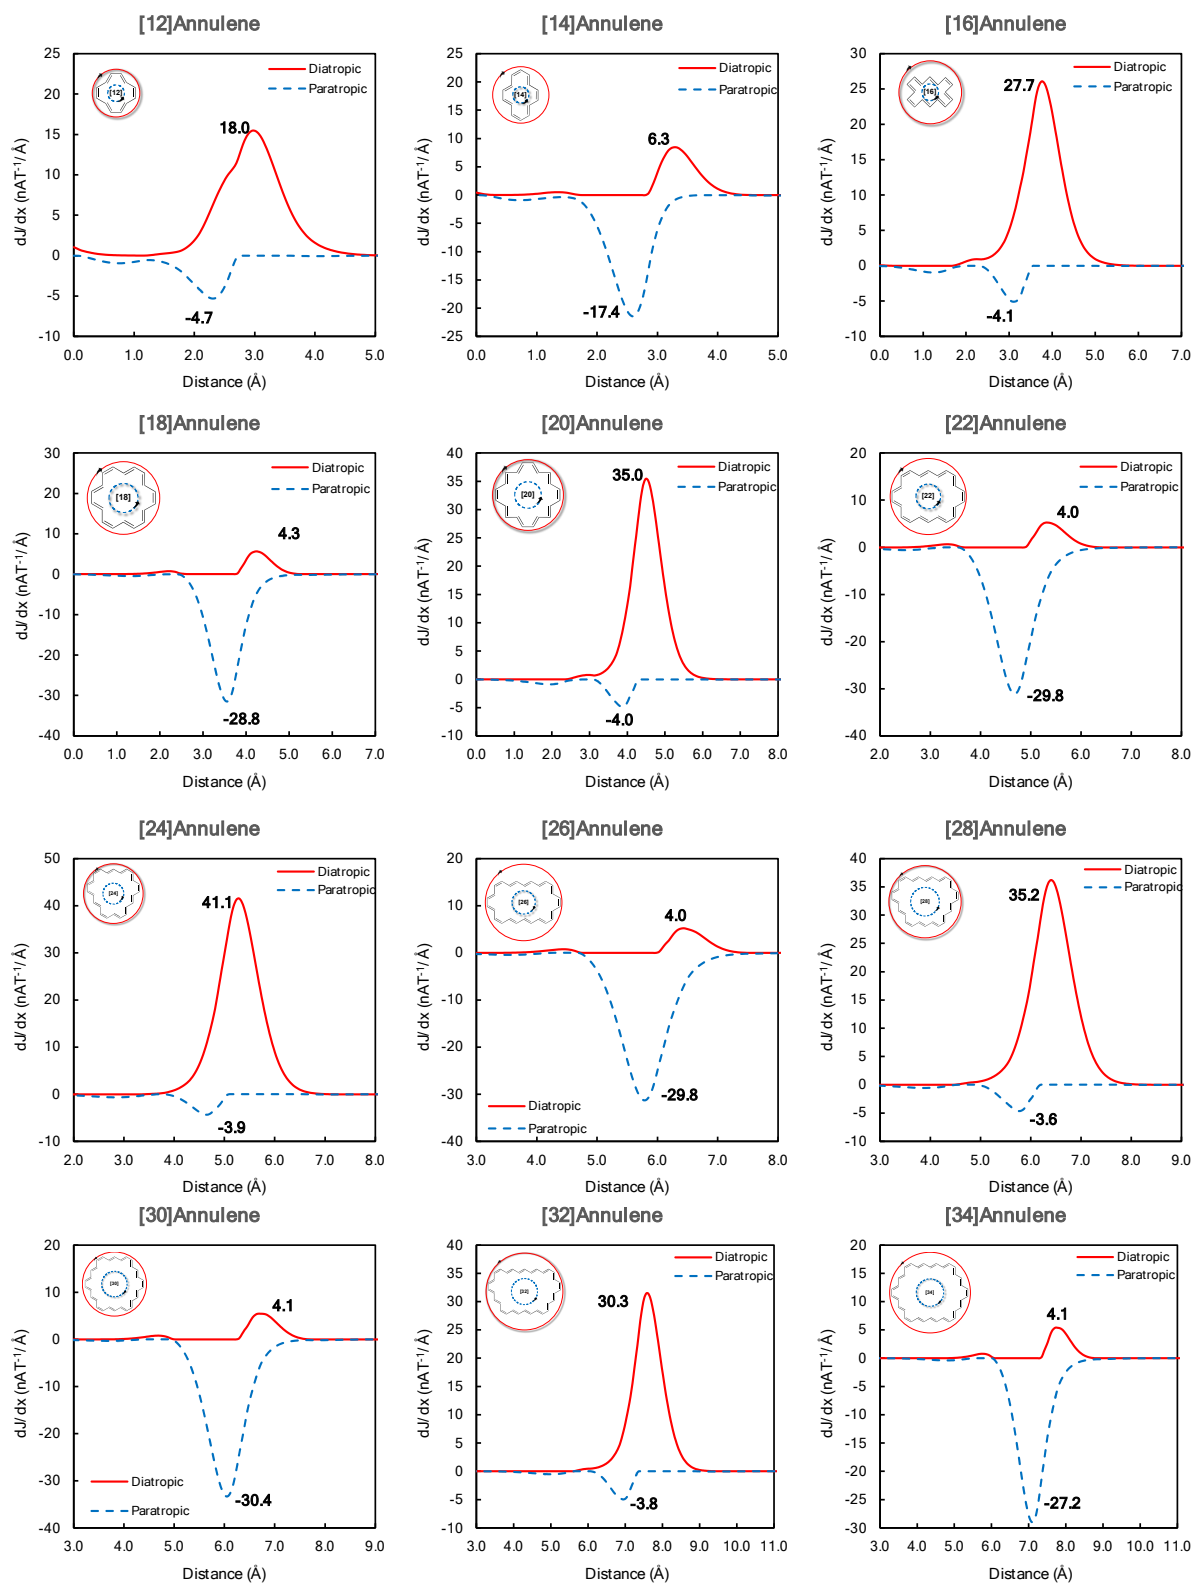 [12]Annulene
dJ/dx (nAT⁻¹/Å)
25
20
15
10
5
0
-5
-10
[12]
Diatropic
Paratropic
18.0
-4.7
0.0 1.0 2.0 3.0 4.0 5.0
Distance (Å)
[14]Annulene
dJ/dx (nAT⁻¹/Å)
25
20
15
10
5
0
-5
-10
-15
-20
-25
[14]
Diatropic
Paratropic
6.3
-17.4
0.0 1.0 2.0 3.0 4.0 5.0
Distance (Å)
[16]Annulene
dJ/dx (nAT⁻¹/Å)
30
25
20
15
10
5
0
-5
-10
[16]
Diatropic
Paratropic
27.7
-4.1
0.0 1.0 2.0 3.0 4.0 5.0 6.0 7.0
Distance (Å)
[18]Annulene
dJ/dx (nAT⁻¹/Å)
30
20
10
0
-10
-20
-30
-40
[18]
Diatropic
Paratropic
4.3
-28.8
0.0 1.0 2.0 3.0 4.0 5.0 6.0 7.0
Distance (Å)
[20]Annulene
dJ/dx (nAT⁻¹/Å)
40
35
30
25
20
15
10
5
0
-5
-10
[20]
Diatropic
Paratropic
35.0
-4.0
0.0 1.0 2.0 3.0 4.0 5.0 6.0 7.0 8.0
Distance (Å)
[22]Annulene
dJ/dx (nAT⁻¹/Å)
20
10
0
-10
-20
-30
-40
[22]
Diatropic
Paratropic
4.0
-29.8
2.0 3.0 4.0 5.0 6.0 7.0 8.0
Distance (Å)
[24]Annulene
dJ/dx (nAT⁻¹/Å)
50
40
30
20
10
0
-10
[24]
Diatropic
Paratropic
41.1
-3.9
2.0 3.0 4.0 5.0 6.0 7.0 8.0
Distance (Å)
[26]Annulene
dJ/dx (nAT⁻¹/Å)
20
10
0
-10
-20
-30
-40
[26]
4.0
-29.8
Diatropic
Paratropic
3.0 4.0 5.0 6.0 7.0 8.0
Distance (Å)
[28]Annulene
dJ/dx (nAT⁻¹/Å)
40
35
30
25
20
15
10
5
0
-5
-10
[28]
Diatropic
Paratropic
35.2
-3.6
3.0 4.0 5.0 6.0 7.0 8.0 9.0
Distance (Å)
[30]Annulene
dJ/dx (nAT⁻¹/Å)
20
10
0
-10
-20
-30
-40
[30]
4.1
-30.4
Diatropic
Paratropic
3.0 4.0 5.0 6.0 7.0 8.0 9.0
Distance (Å)
[32]Annulene
dJ/dx (nAT⁻¹/Å)
40
35
30
25
20
15
10
5
0
-5
-10
[32]
Diatropic
Paratropic
30.3
-3.8
3.0 4.0 5.0 6.0 7.0 8.0 9.0 10.0 11.0
Distance (Å)
[34]Annulene
dJ/dx (nAT⁻¹/Å)
20
15
10
5
0
-5
-10
-15
-20
-25
-30
[34]
Diatropic
Paratropic
4.1
-27.2
3.0 4.0 5.0 6.0 7.0 8.0 9.0 10.0 11.0
Distance (Å)